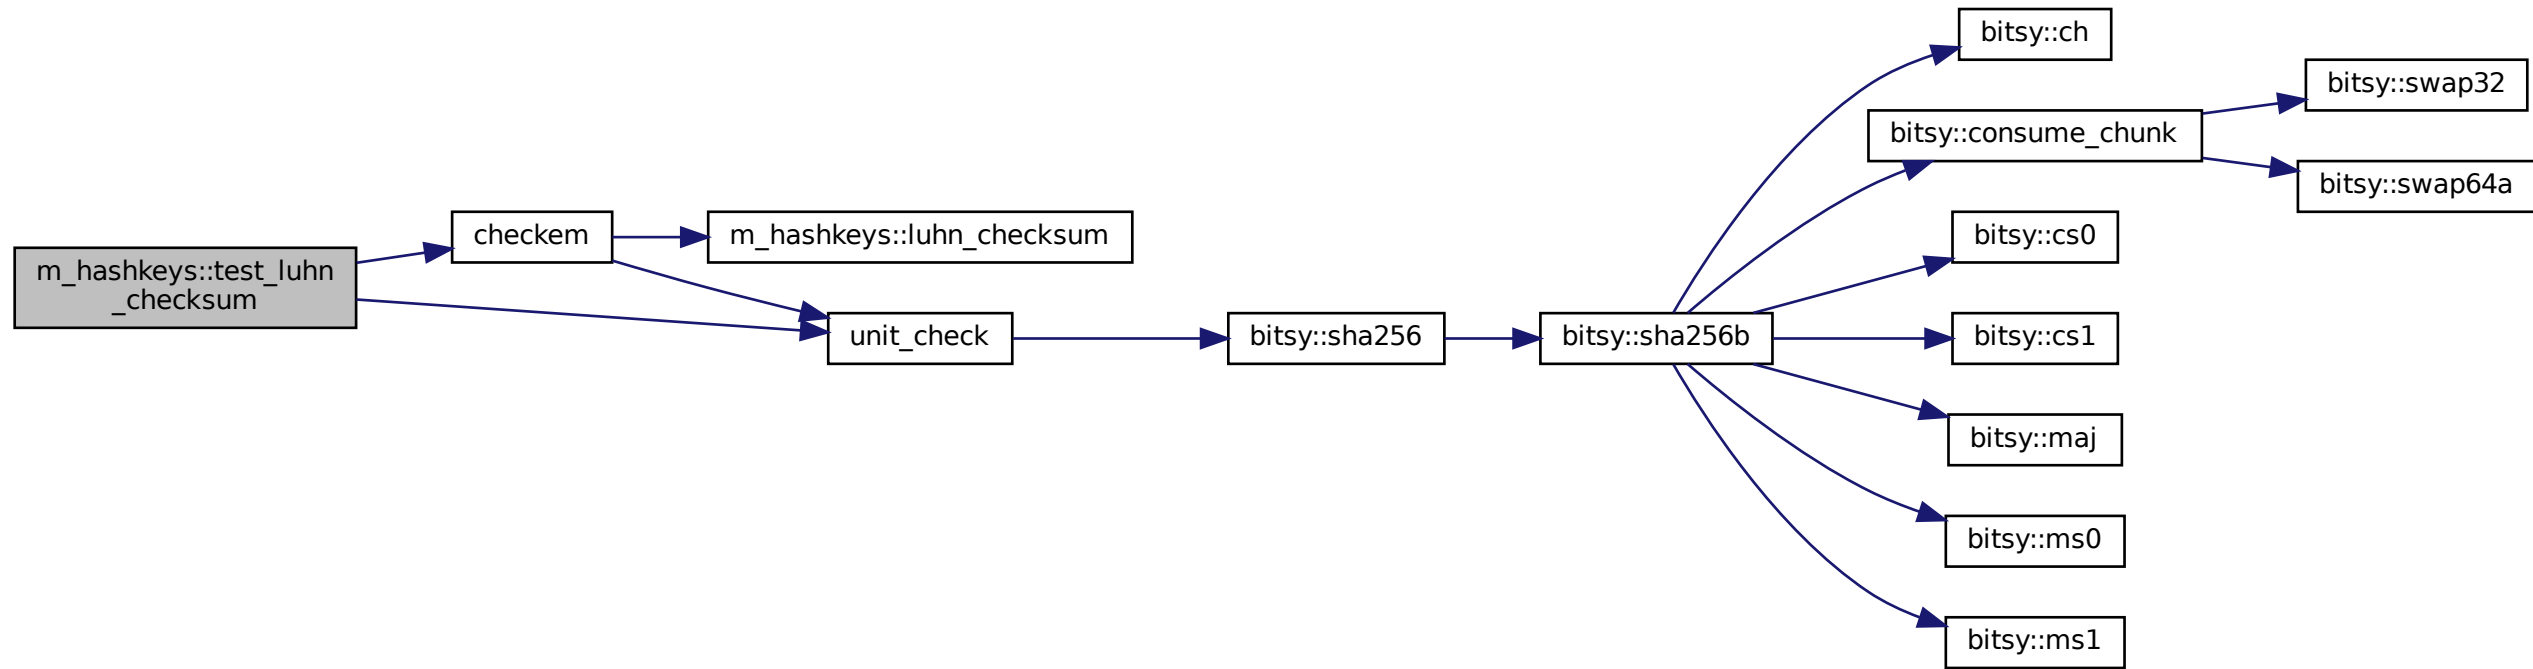 m_hashkeys::test_luhn
_checksum
checkem
m_hashkeys::luhn_checksum
unit_check
bitsy::sha256
bitsy::sha256b
bitsy::ch
bitsy::consume_chunk
bitsy::swap32
bitsy::swap64a
bitsy::cs0
bitsy::cs1
bitsy::maj
bitsy::ms0
bitsy::ms1